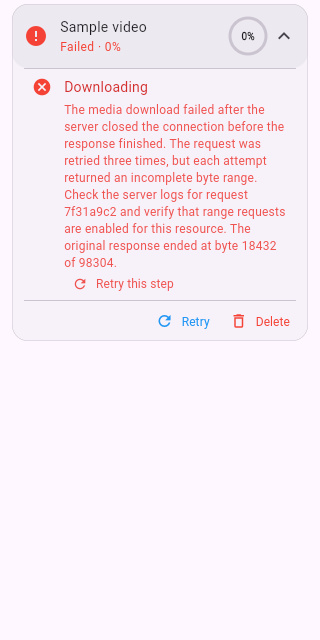 Sample video
Failed · 0%
0%
Downloading
The media download failed after the
server closed the connection before the
response finished. The request was
retried three times, but each attempt
returned an incomplete byte range.
Check the server logs for request
7f31a9c2 and verify that range requests
are enabled for this resource. The
original response ended at byte 18432
of 98304.
Retry this step
Retry
Delete